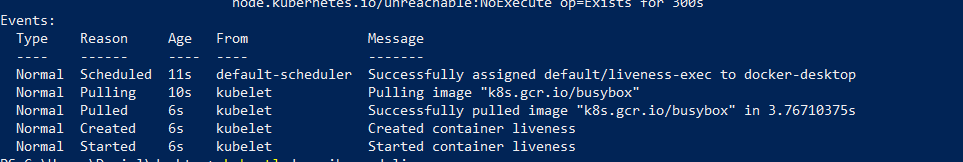 node.kubernetes.io/unreachable:NoExecute op=Exists for 300s
Events:
Type Reason Age From Message
---- ------ ---- ---- -------
Normal Scheduled 11s default-scheduler Successfully assigned default/liveness-exec to docker-desktop
Normal Pulling 10s kubelet Pulling image "k8s.gcr.io/busybox"
Normal Pulled 6s kubelet Successfully pulled image "k8s.gcr.io/busybox" in 3.76710375s
Normal Created 6s kubelet Created container liveness
Normal Started 6s kubelet Started container liveness